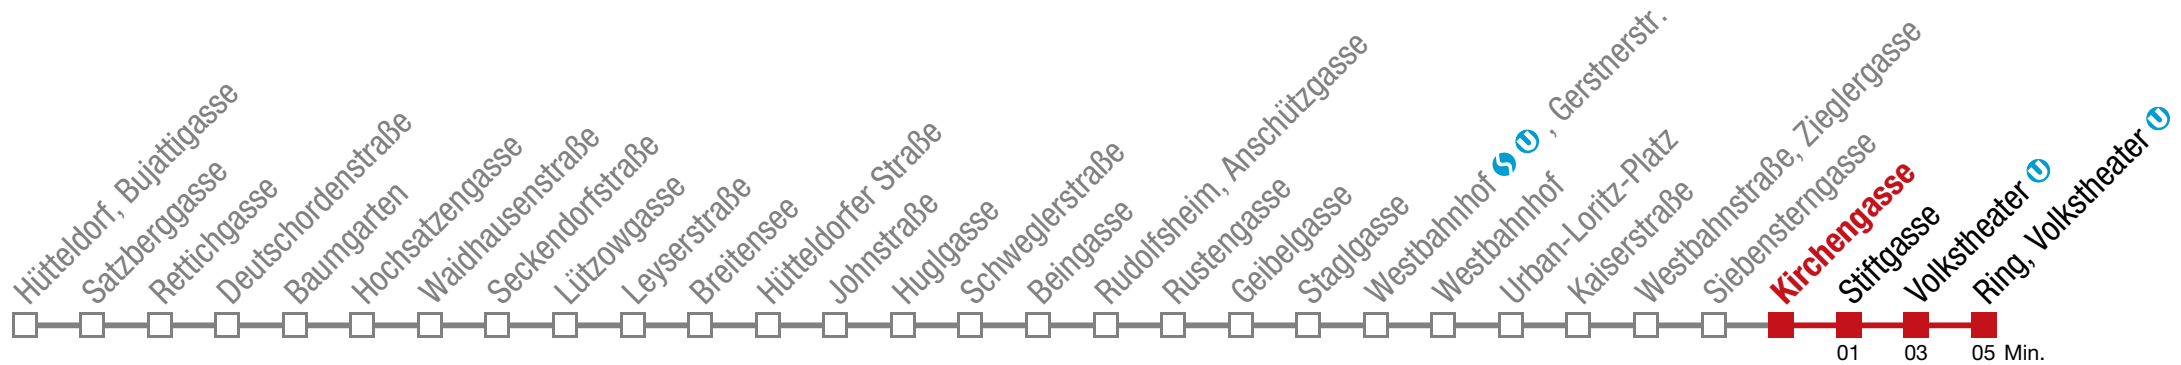 Hütteldorf, Bujattigasse
Satzberggasse
Rettichgasse
Deutschordenstraße
Baumgarten
Hochsatzengasse
Waidhausenstraße
Seckendorfstraße
Lützowgasse
Leyserstraße
Breitensee
Hütteldorfer Straße
Johnstraße
Huglgasse
Schweglerstraße
Beingasse
Rudolfsheim, Anschützgasse
Rustengasse
Geibelgasse
Staglgasse
Westbahnhof S U , Gerstnerstr.
Westbahnhof
Urban-Loritz-Platz
Kaiserstraße
Westbahnstraße, Zieglergasse
Siebensterngasse
Kirchengasse
Stiftgasse
Volkstheater U
Ring, Volkstheater U
01 03 05 Min.